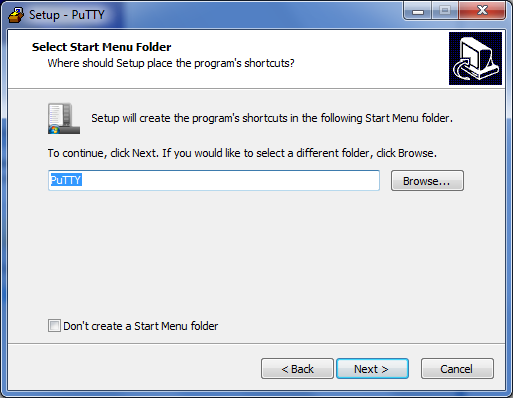 Setup - PuTTY
Select Start Menu Folder
Where should Setup place the program's shortcuts?
Setup will create the program's shortcuts in the following Start Menu folder.
To continue, click Next. If you would like to select a different folder, click Browse.
PuTTY
Browse...
Don't create a Start Menu folder
< Back
Next >
Cancel